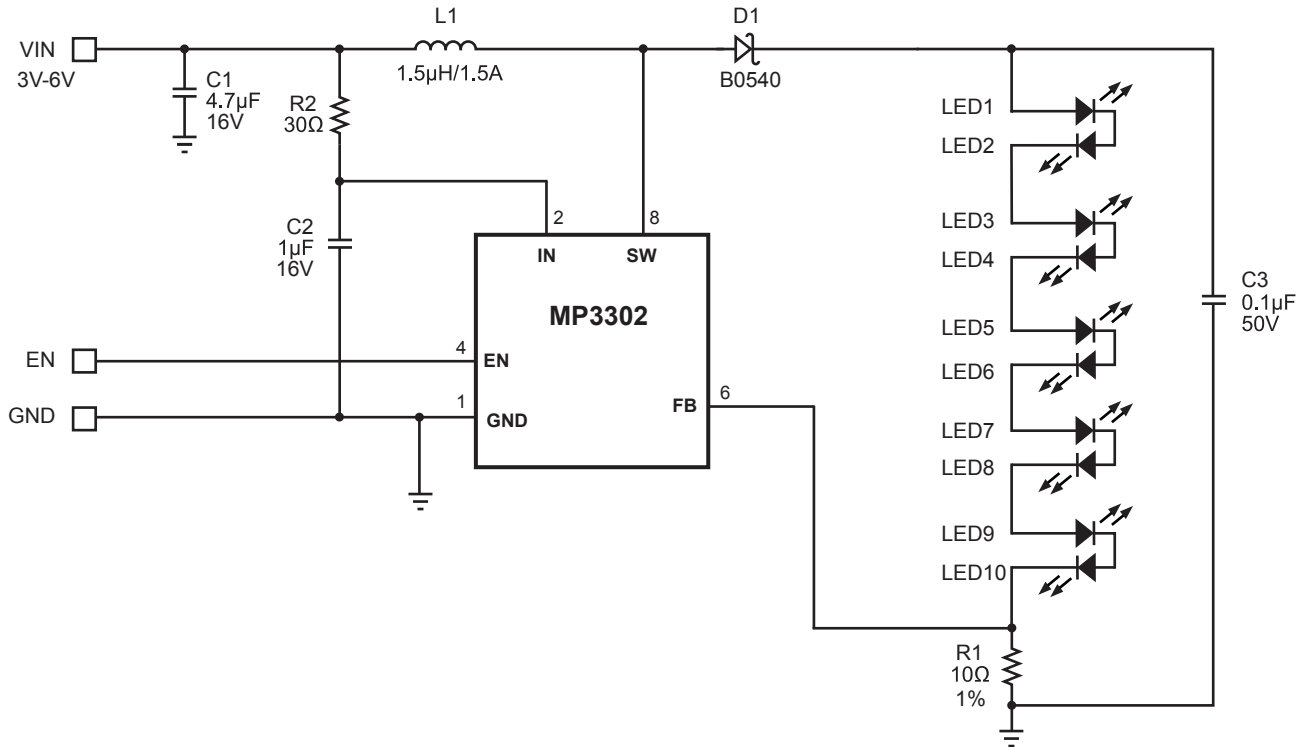 L1
D1
VIN
3V-6V
C1
4.7µF
16V
R2
30Ω
1.5µH/1.5A
B0540
LED1
LED2
C2
1µF
16V
2
8
IN
SW
LED3
LED4
C3
0.1µF
50V
MP3302
LED5
LED6
EN
4
EN
GND
1
GND
FB
6
LED7
LED8
LED9
LED10
R1
10Ω
1%